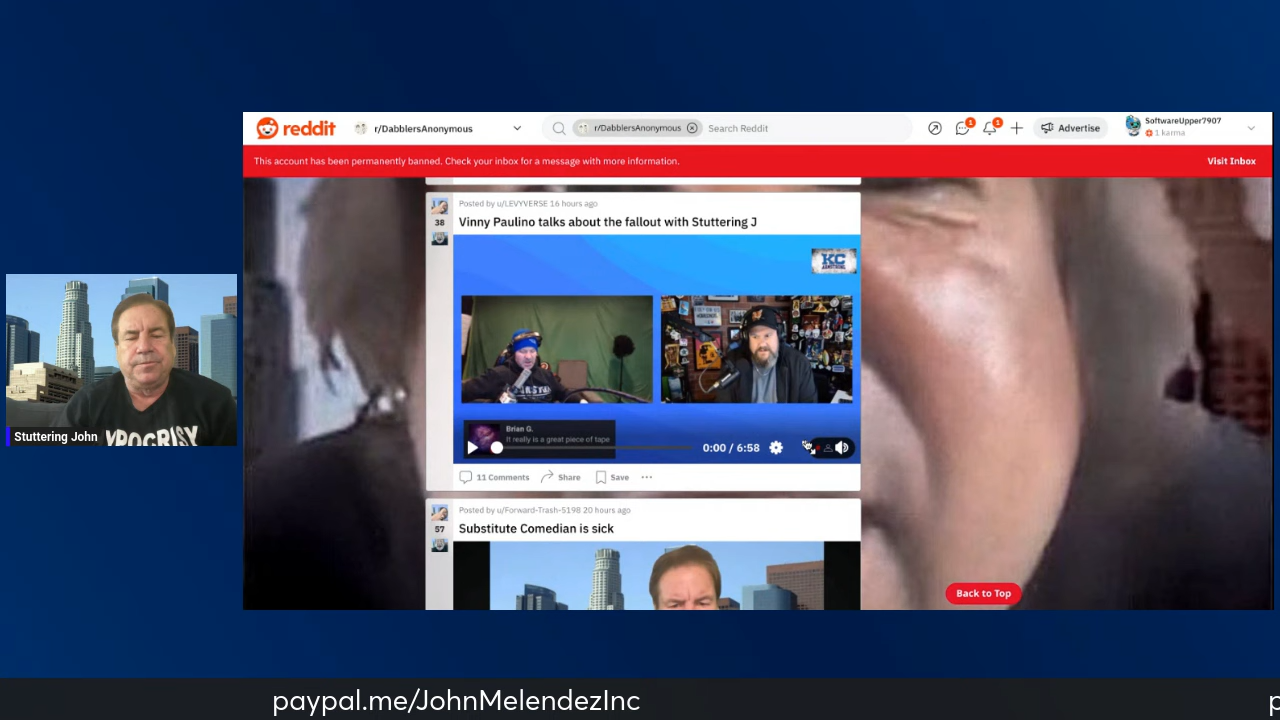 reddit
r/DabblersAnonymous
r/DabblersAnonymous
Search Reddit
1
1
Advertise
SoftwareUpper7907
1 karma
This account has been permanently banned. Check your inbox for a message with more information.
Visit Inbox
Posted by u/LEVYVERSE 16 hours ago
38
Vinny Paulino talks about the fallout with Stuttering J
KC
ARMSTRONG
Brian G.
It really is a great piece of tape
0:00 / 6:58
11 Comments
Share
Save
Posted by u/Forward-Trash-5198 20 hours ago
57
Substitute Comedian is sick
Back to Top
Stuttering John
paypal.me/JohnMelendezInc
p